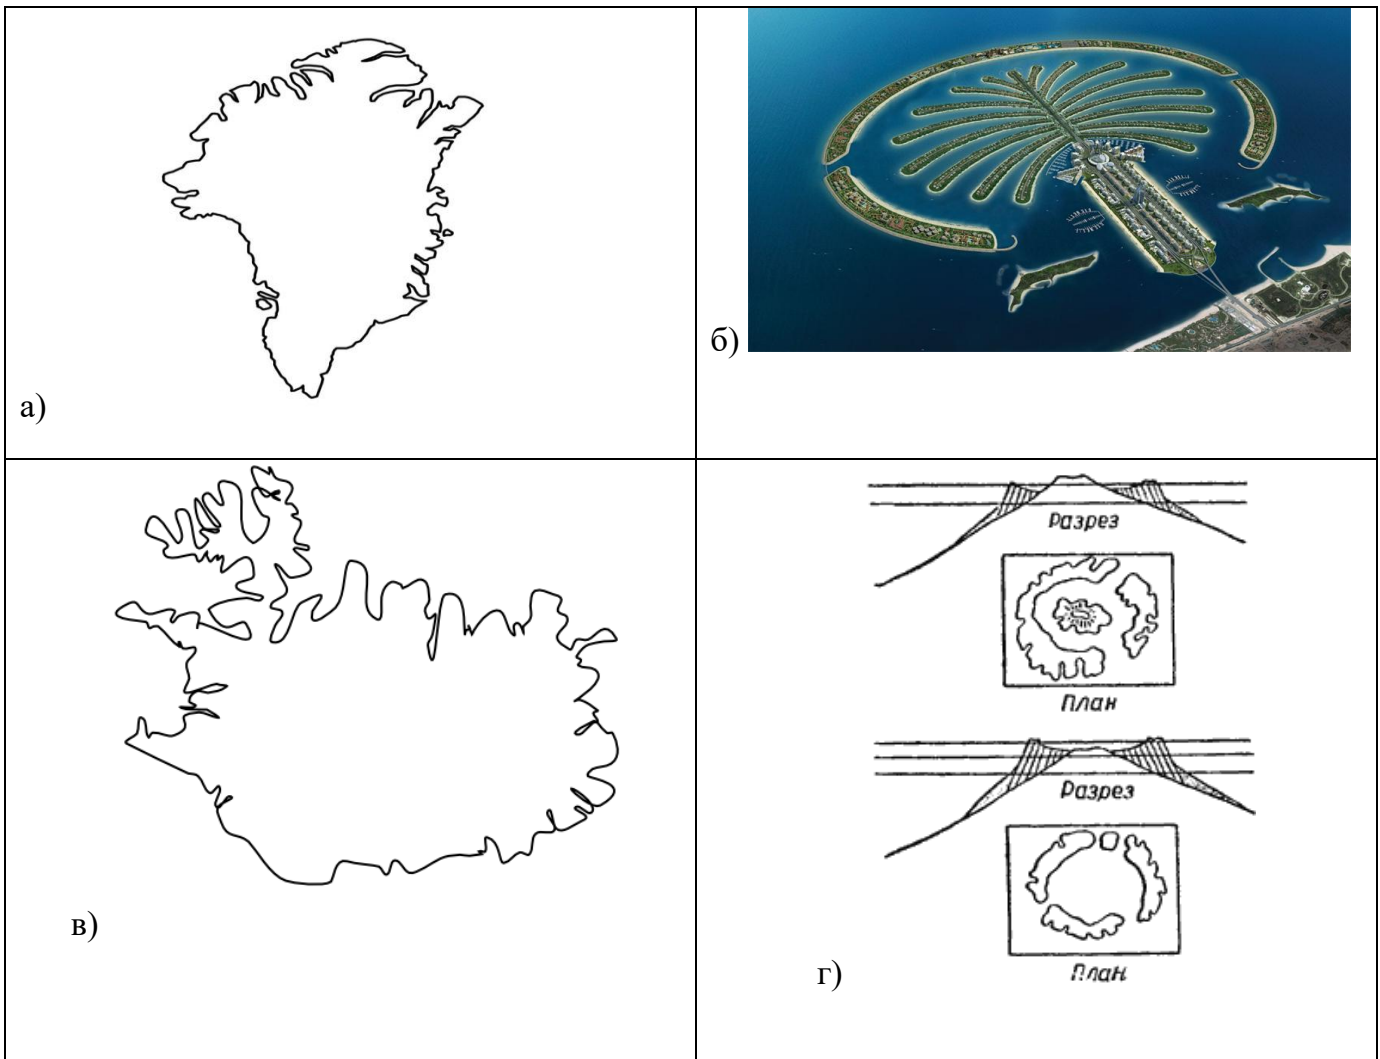 а)
б)
в)
Разрез
План
Разрез
План
г)